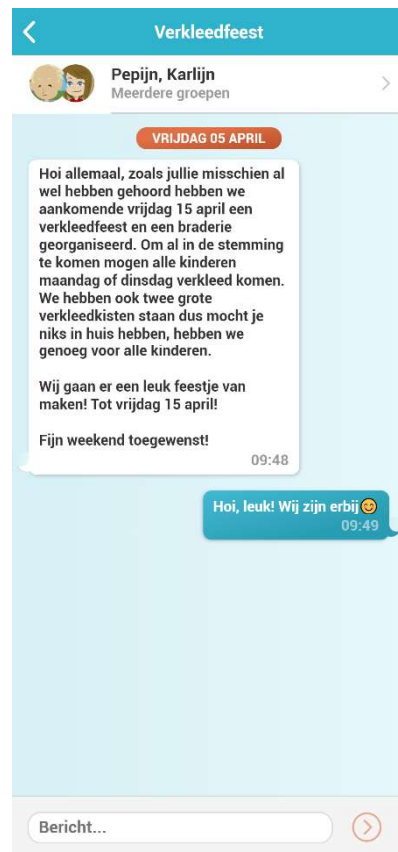 Verkleedfeest
Pepijn, Karlijn
Meerdere groepen
VRIJDAG 05 APRIL
Hoi allemaal, zoals jullie misschien al
wel hebben gehoord hebben we
aankomende vrijdag 15 april een
verkleedfeest en een braderie
georganiseerd. Om al in de stemming
te komen mogen alle kinderen
maandag of dinsdag verkleed komen.
We hebben ook twee grote
verkleedkisten staan dus mocht je
niks in huis hebben, hebben we
genoeg voor alle kinderen.
Wij gaan er een leuk feestje van
maken! Tot vrijdag 15 april!
Fijn weekend toegewenst!
09:48
Hoi, leuk! Wij zijn erbij😊
09:49
Bericht...